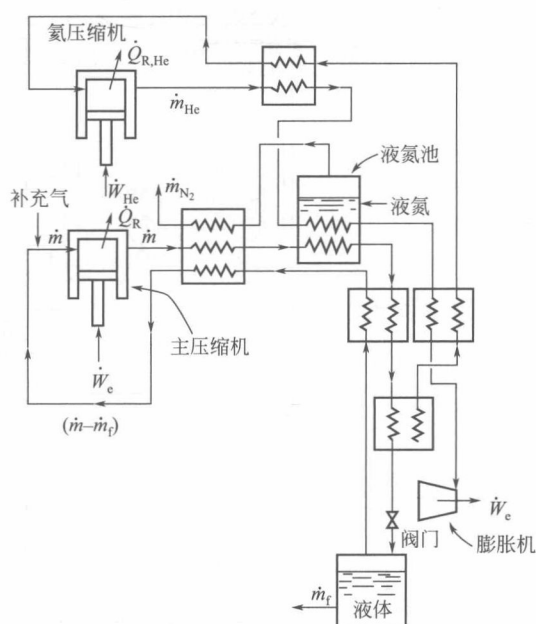 氦压缩机
Q̇R,He
ṁHe
ẆHe
液氮池
液氮
ṁN2
补充气
ṁ
Q̇R
ṁ
主压缩机
Ẇe
(ṁ–ṁf)
Ẇe
膨胀机
阀门
ṁf
液体